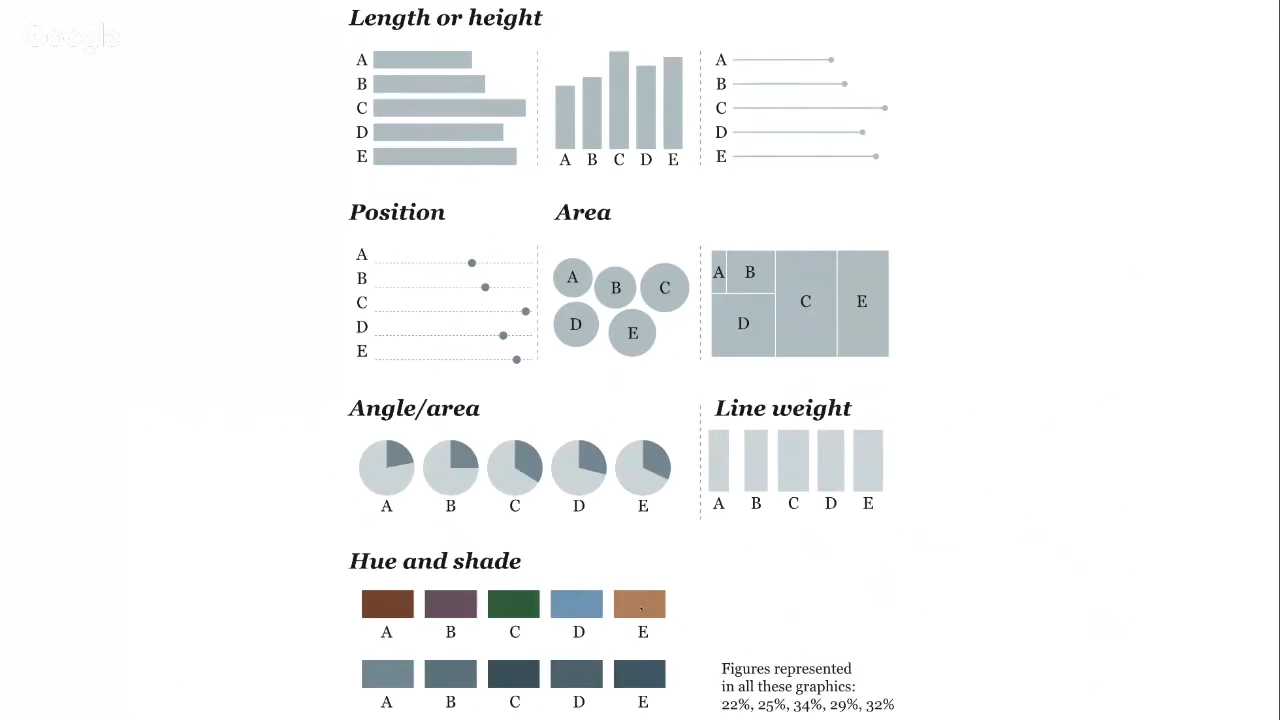 Google
Length or height
A
B
C
D
E
A B C D E
A
B
C
D
E
Position
A
B
C
D
E
Area
A B C
D E
A B
D C E
Angle/area
A B C D E
Line weight
A B C D E
Hue and shade
A B C D E
A B C D E
Figures represented
in all these graphics:
22%, 25%, 34%, 29%, 32%